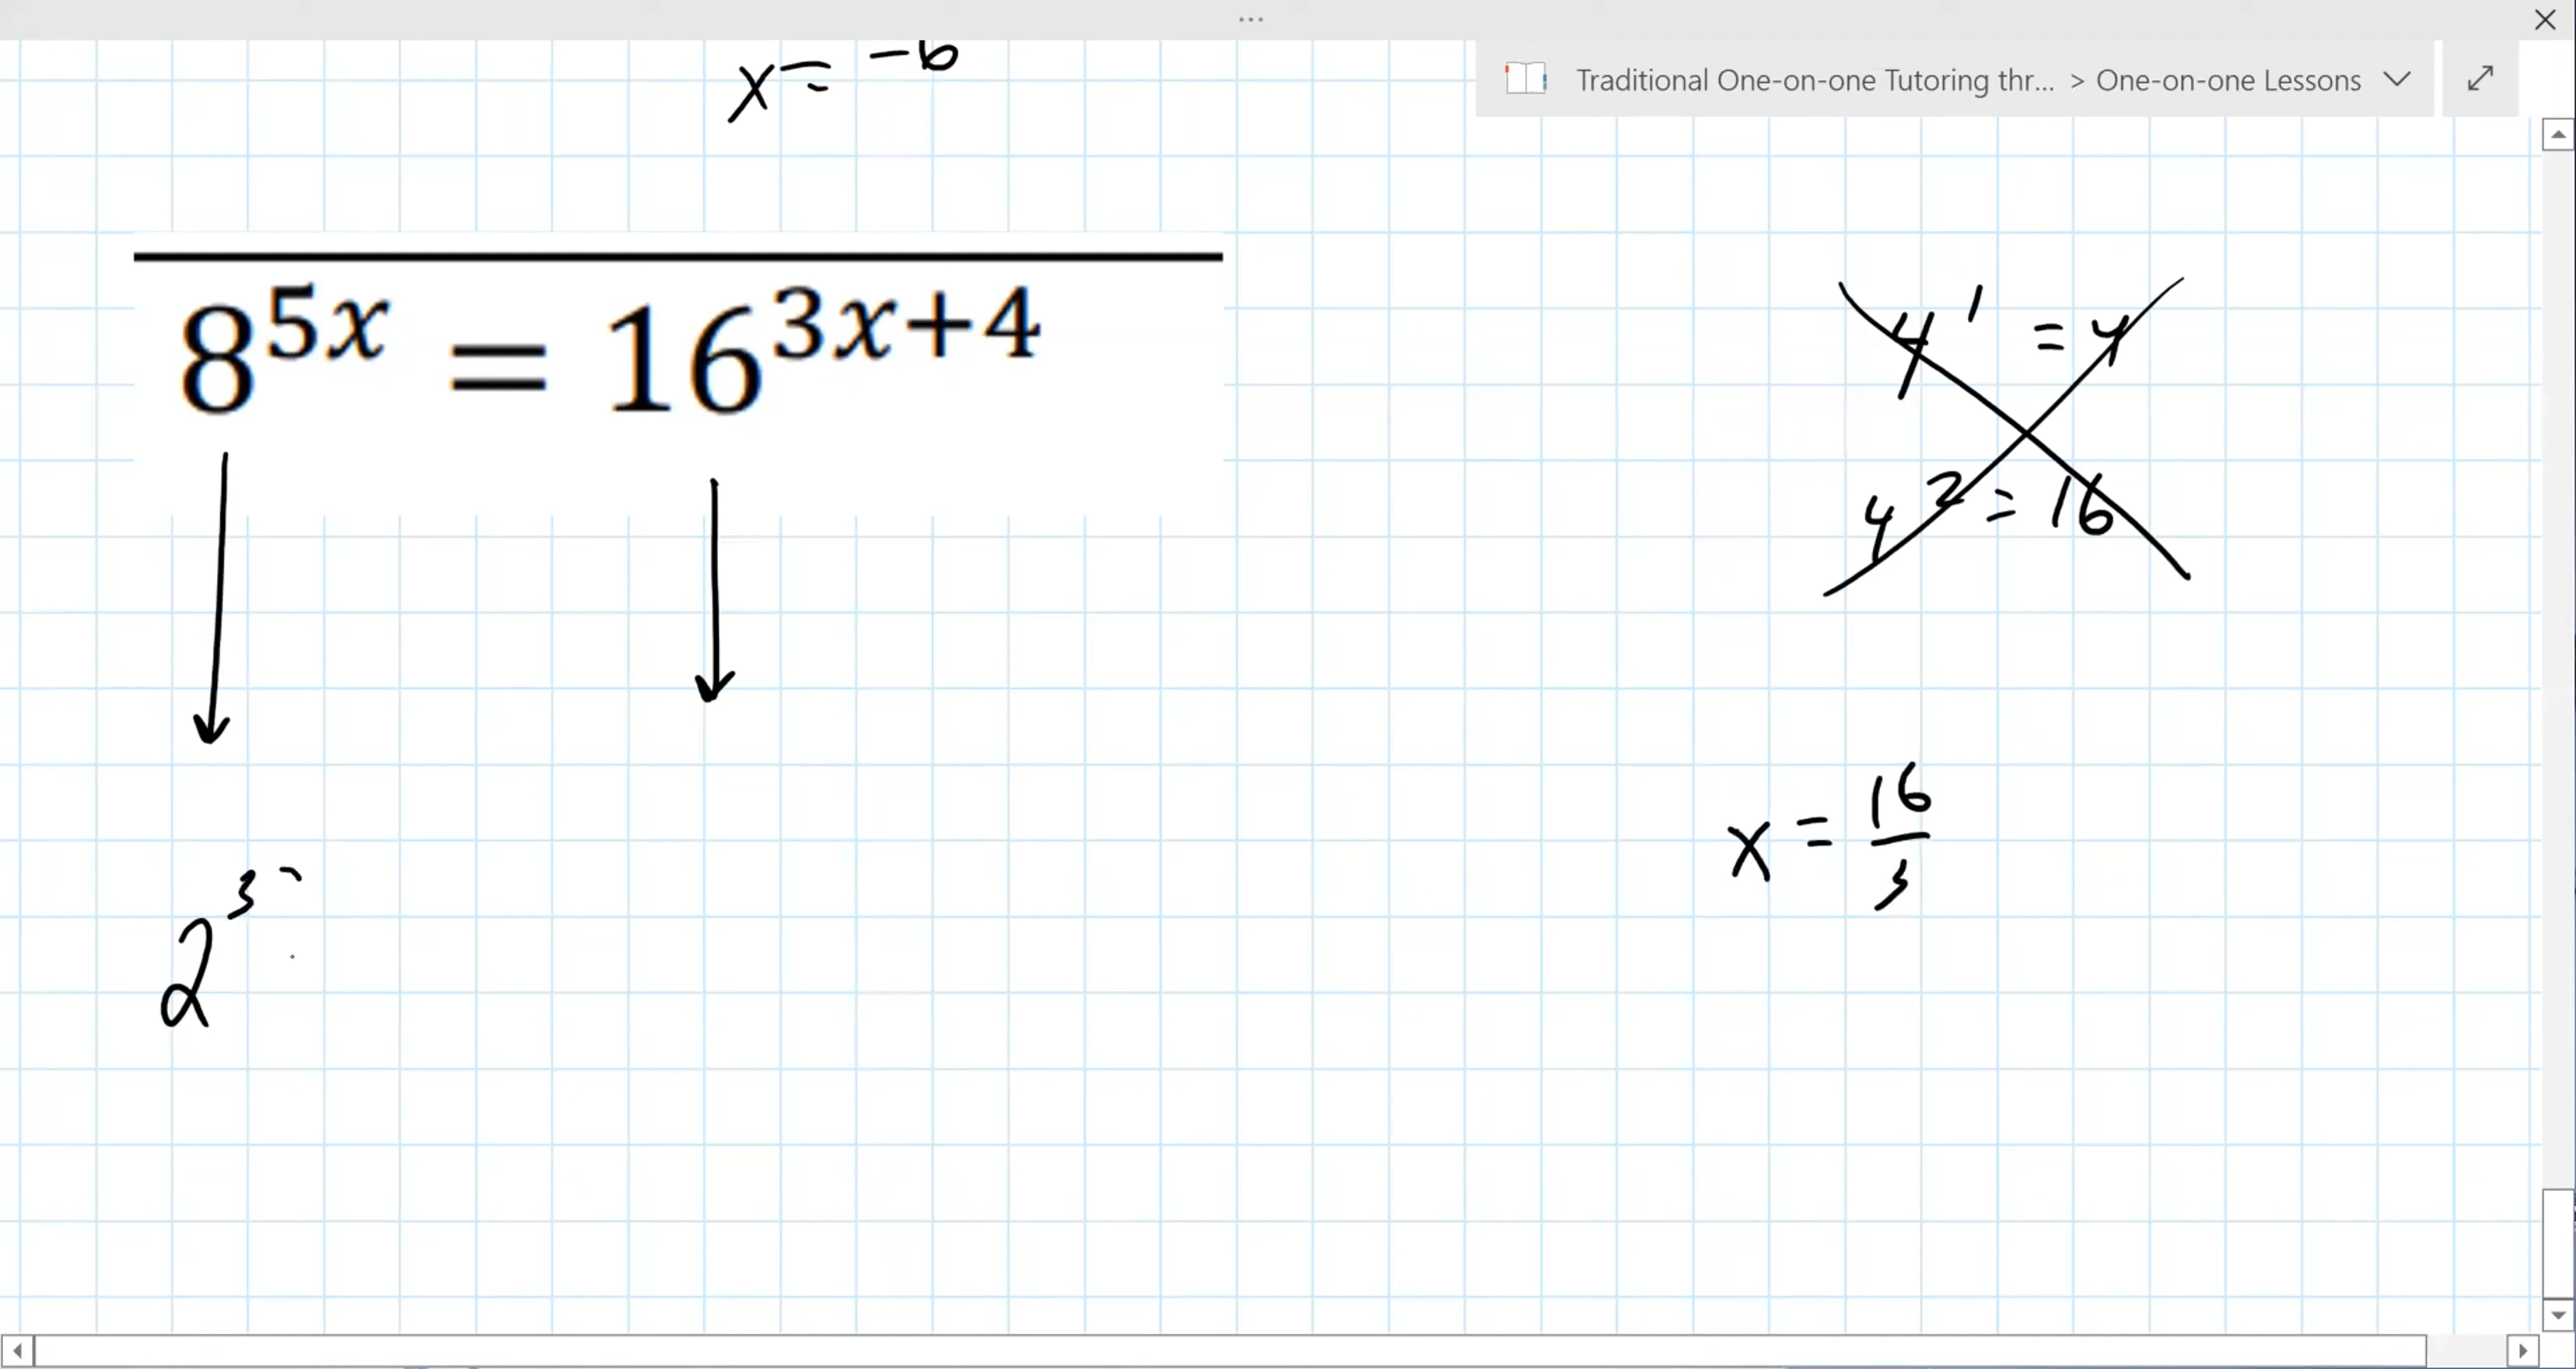 x = -6
Traditional One-on-one Tutoring thr... > One-on-one Lessons
8^{5x} = 16^{3x+4}
4^1 = 4
4^2 = 16
x = 16/3
2^3